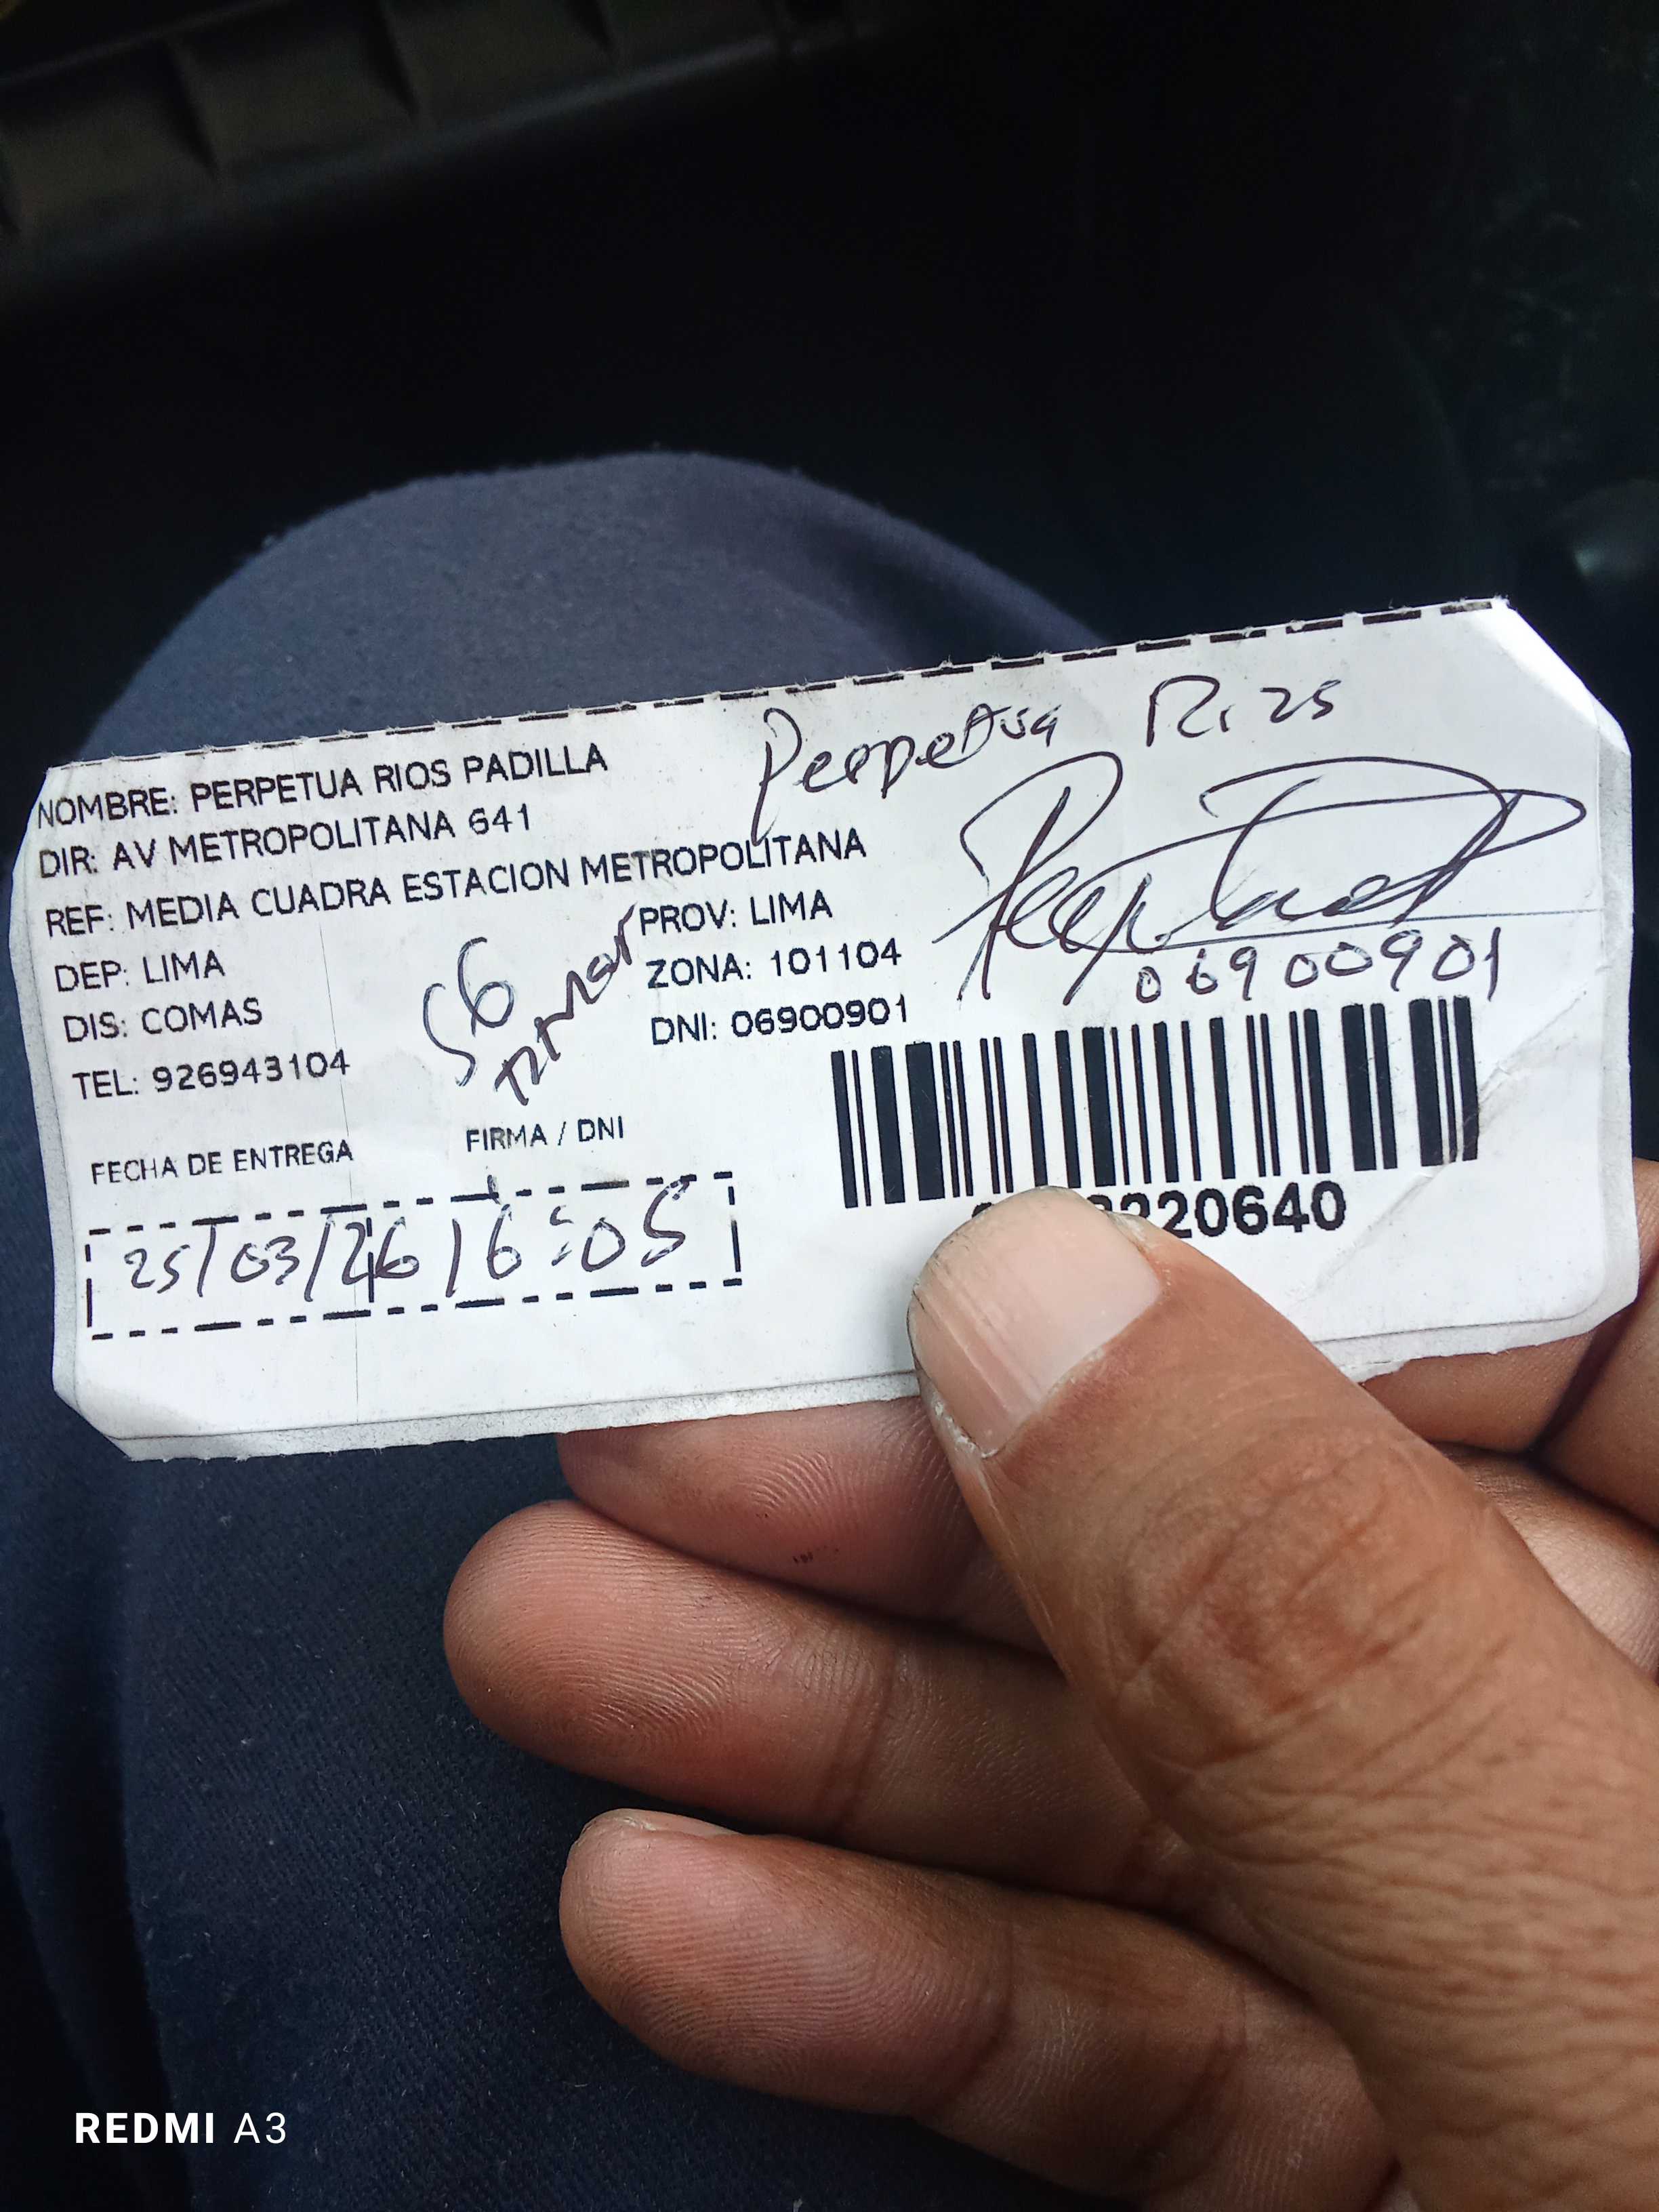 Perpetua Rios
NOMBRE: PERPETUA RIOS PADILLA
DIR: AV METROPOLITANA 641
REF: MEDIA CUADRA ESTACION METROPOLITANA
DEP: LIMA
PROV: LIMA
DIS: COMAS
ZONA: 101104
TEL: 926943104
DNI: 06900901
S6
06900901
FECHA DE ENTREGA
FIRMA / DNI
25/03/26 16:05
220640
REDMI A3